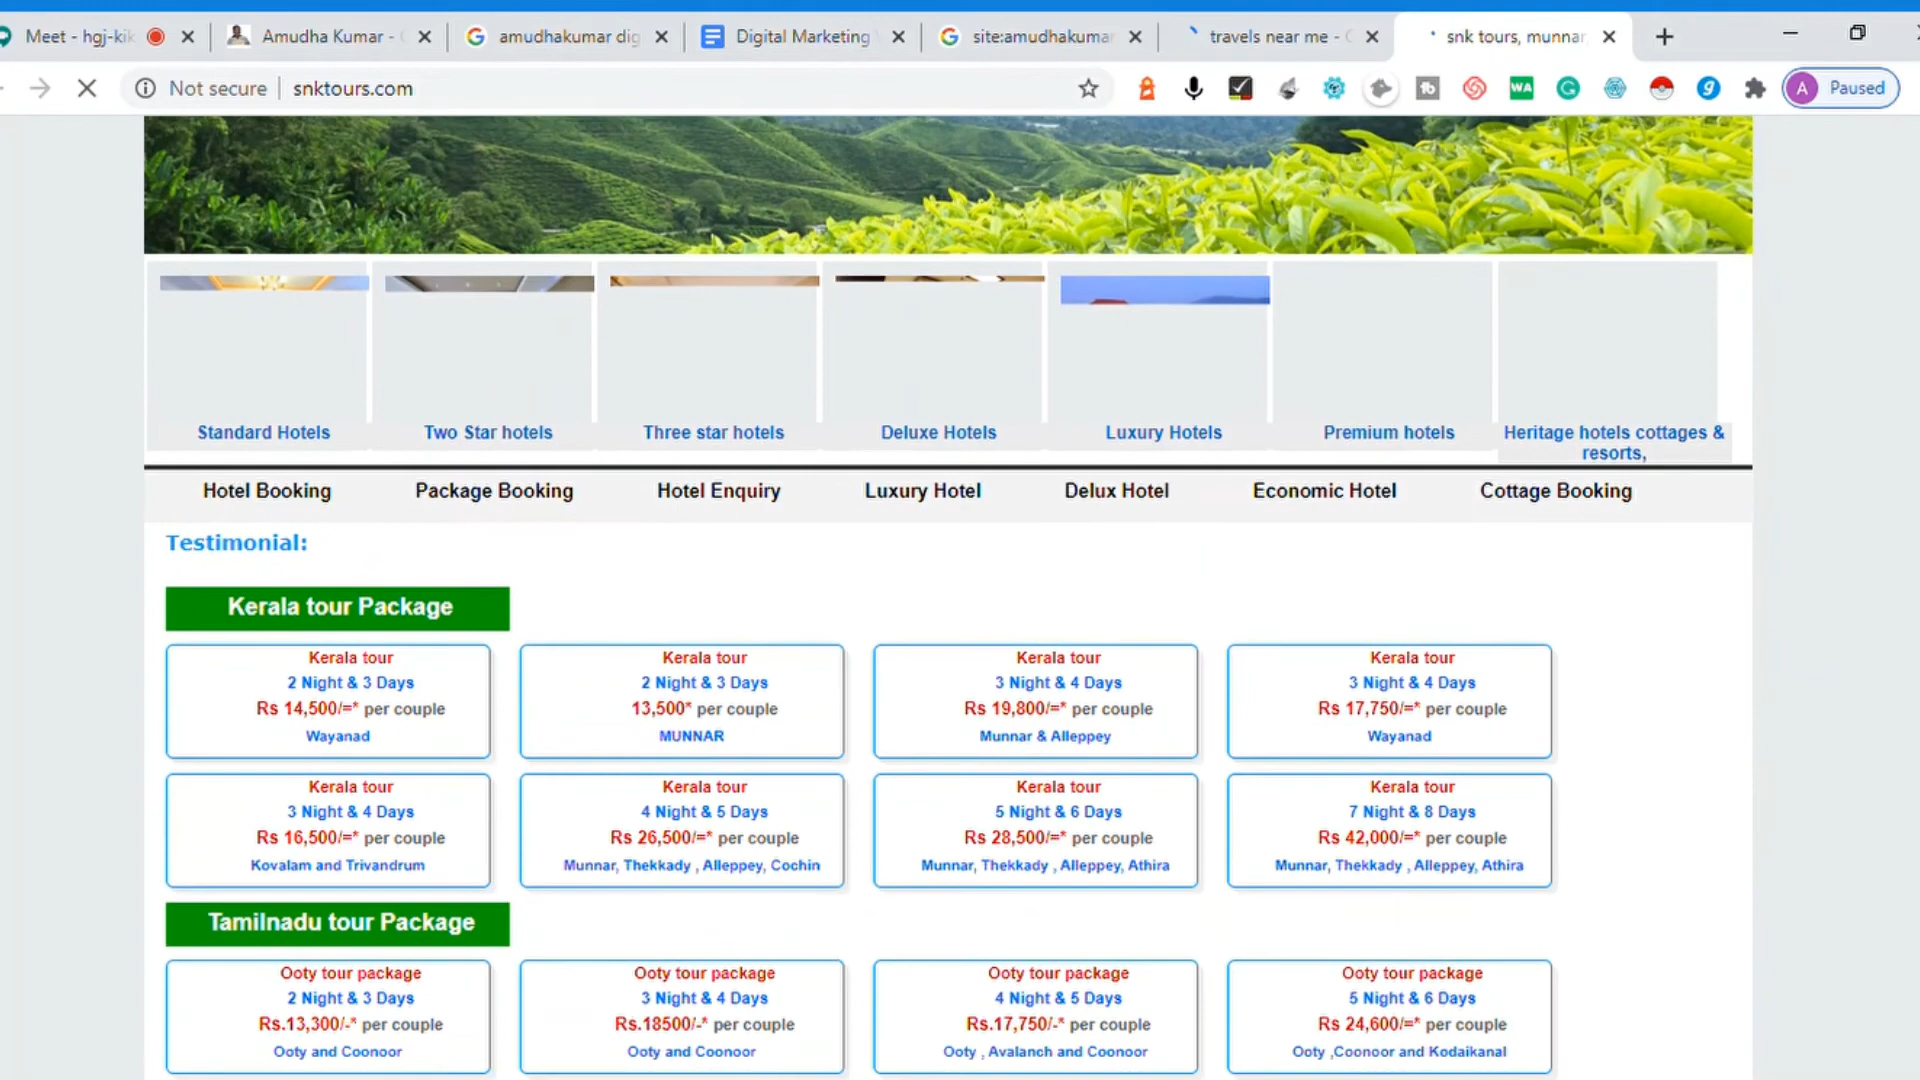 Meet - hgj-kik
Amudha Kumar -
amudhakumar dig
Digital Marketing
site:amudhakumar
travels near me -
snk tours, munnar,
Not secure
snktours.com
tb
WA
G
g
A
Paused
Standard Hotels
Two Star hotels
Three star hotels
Deluxe Hotels
Luxury Hotels
Premium hotels
Heritage hotels cottages &
resorts,
Hotel Booking
Package Booking
Hotel Enquiry
Luxury Hotel
Delux Hotel
Economic Hotel
Cottage Booking
Testimonial:
Kerala tour Package
Kerala tour
2 Night & 3 Days
Rs 14,500/=* per couple
Wayanad
Kerala tour
2 Night & 3 Days
13,500* per couple
MUNNAR
Kerala tour
3 Night & 4 Days
Rs 19,800/=* per couple
Munnar & Alleppey
Kerala tour
3 Night & 4 Days
Rs 17,750/=* per couple
Wayanad
Kerala tour
3 Night & 4 Days
Rs 16,500/=* per couple
Kovalam and Trivandrum
Kerala tour
4 Night & 5 Days
Rs 26,500/=* per couple
Munnar, Thekkady , Alleppey, Cochin
Kerala tour
5 Night & 6 Days
Rs 28,500/=* per couple
Munnar, Thekkady , Alleppey, Athira
Kerala tour
7 Night & 8 Days
Rs 42,000/=* per couple
Munnar, Thekkady , Alleppey, Athira
Tamilnadu tour Package
Ooty tour package
2 Night & 3 Days
Rs.13,300/-* per couple
Ooty and Coonoor
Ooty tour package
3 Night & 4 Days
Rs.18500/-* per couple
Ooty and Coonoor
Ooty tour package
4 Night & 5 Days
Rs.17,750/-* per couple
Ooty , Avalanch and Coonoor
Ooty tour package
5 Night & 6 Days
Rs 24,600/=* per couple
Ooty ,Coonoor and Kodaikanal